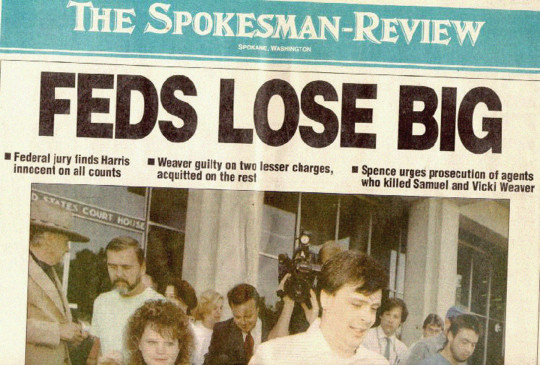 THE SPOKESMAN-REVIEW
SPOKANE, WASHINGTON
FEDS LOSE BIG
■ Federal jury finds Harris
innocent on all counts
■ Weaver guilty on two lesser charges,
acquitted on the rest
■ Spence urges prosecution of agents
who killed Samuel and Vicki Weaver
STATES COURT HOUSE